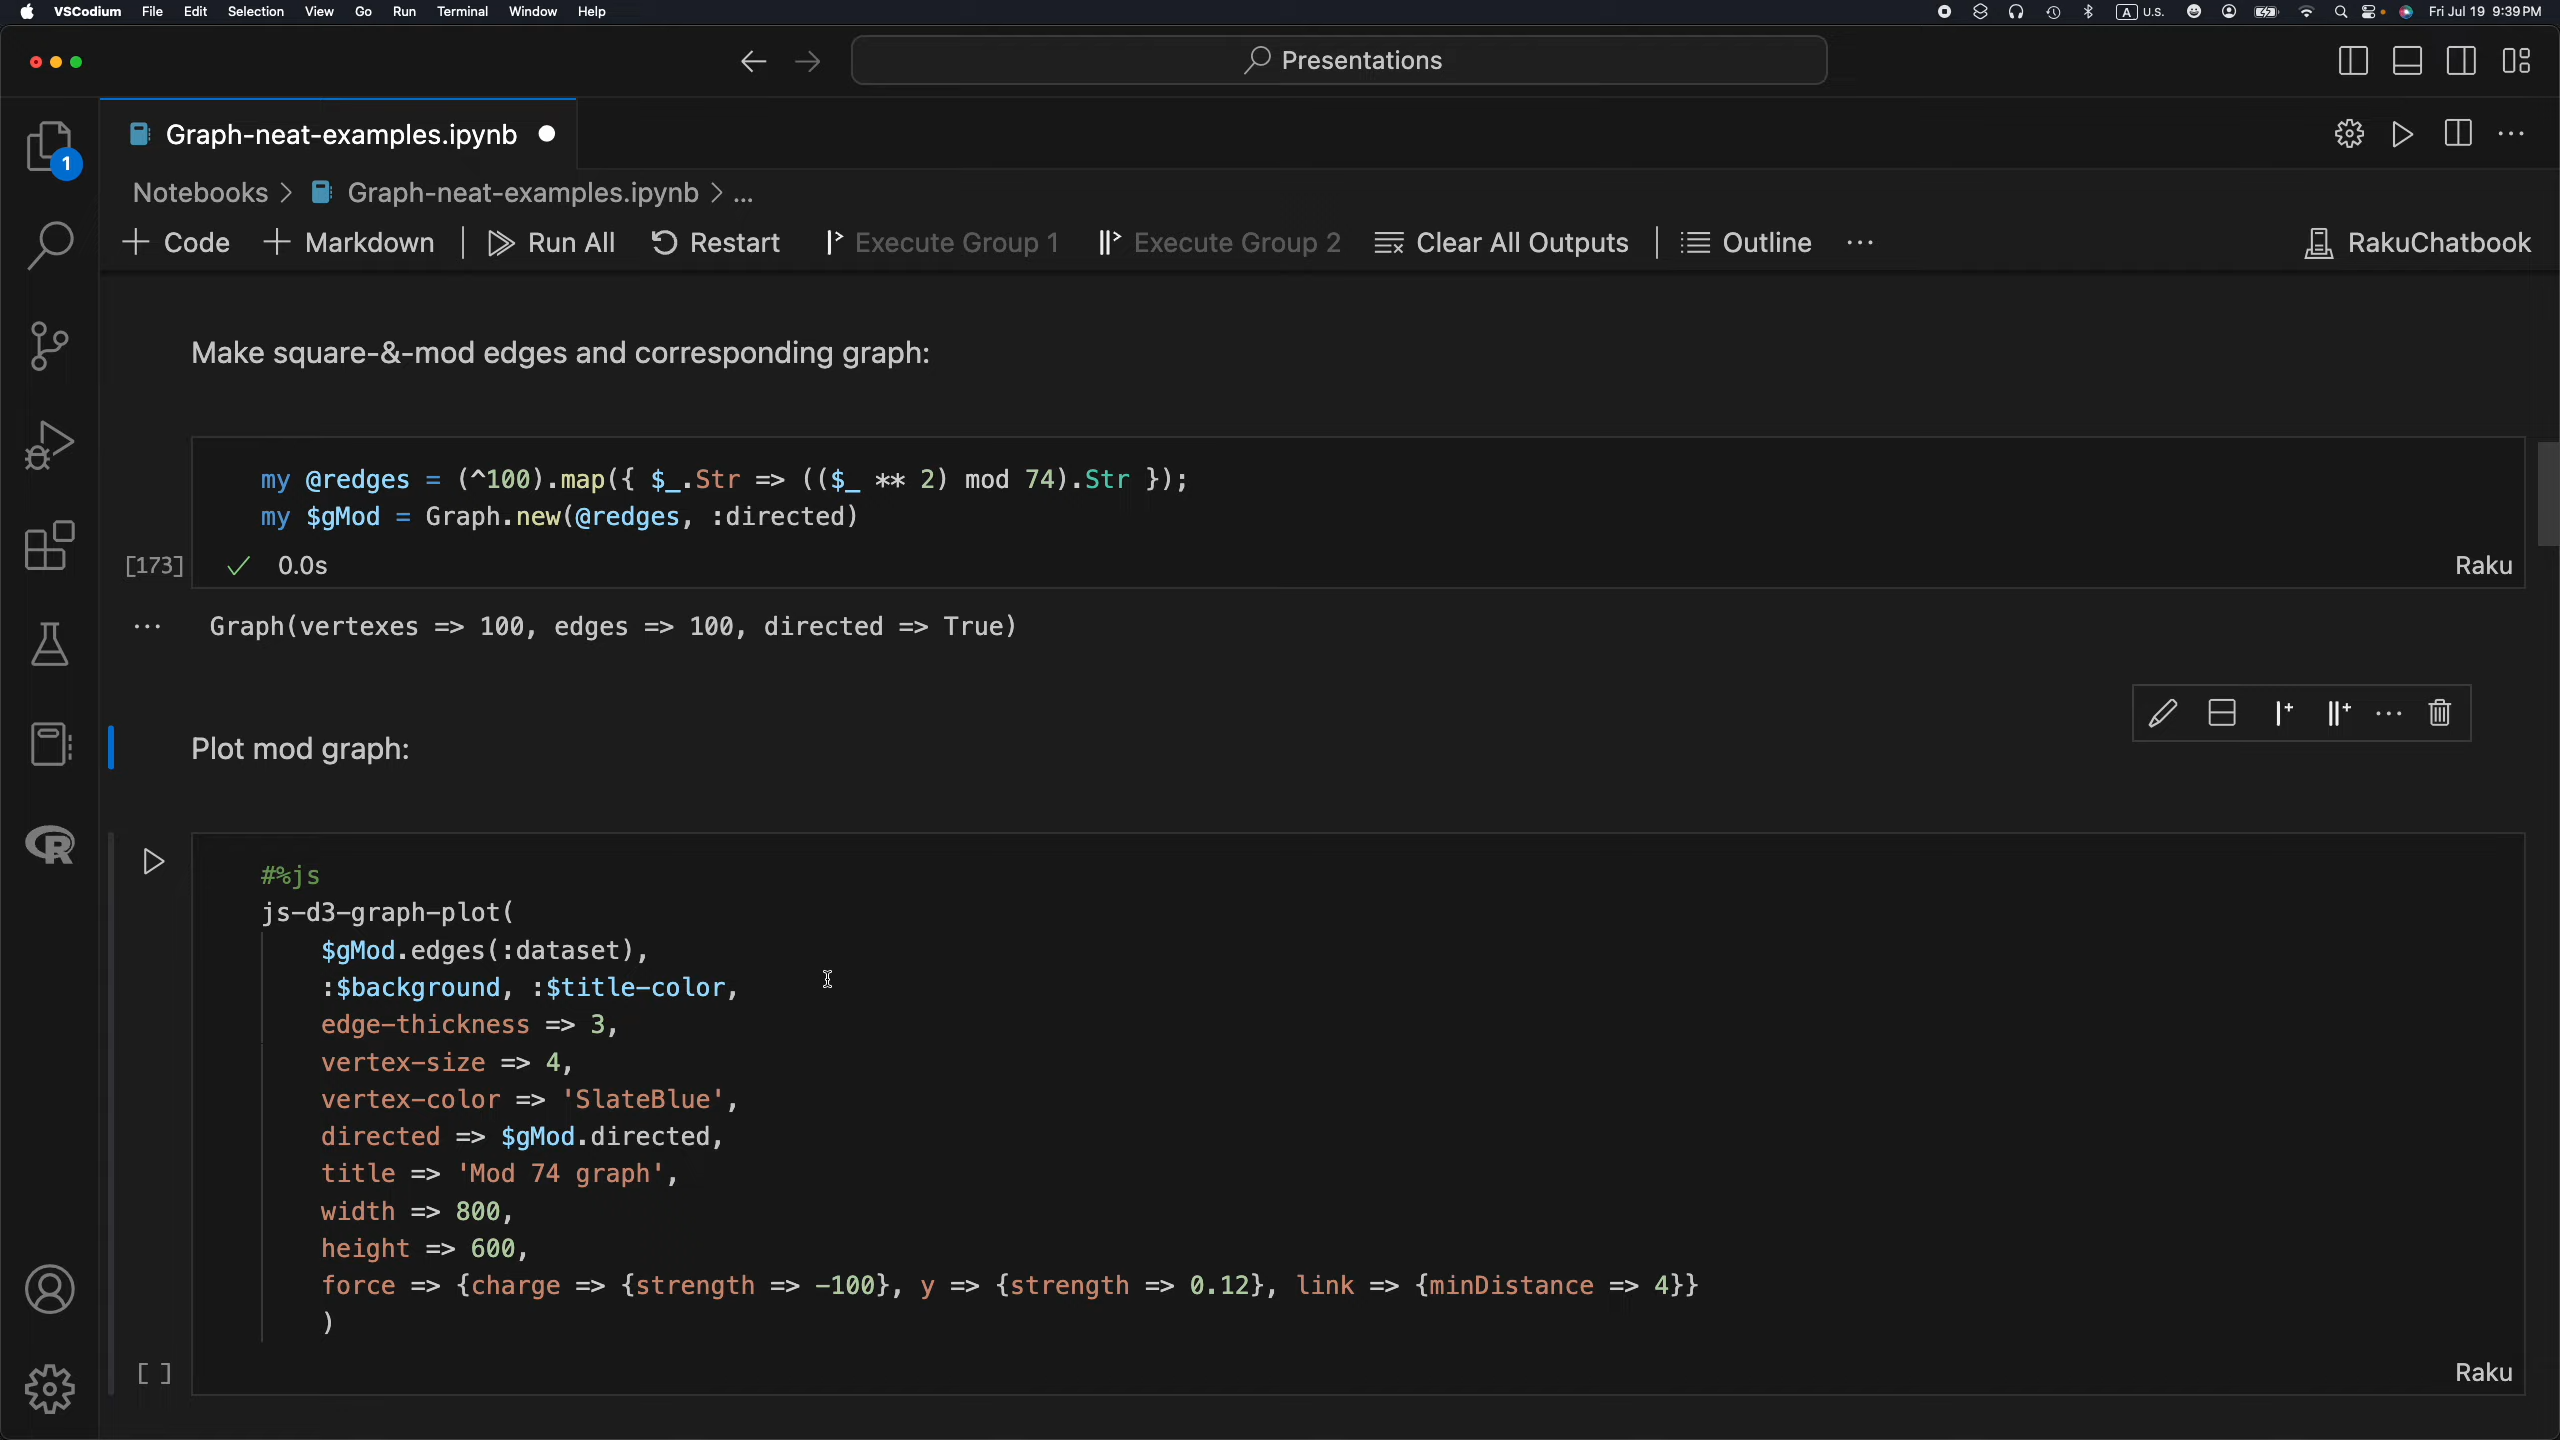 VSCodium File Edit Selection View Go Run Terminal Window Help A U.S. Fri Jul 19 9:39 PM
Presentations
1
Graph-neat-examples.ipynb
Notebooks > Graph-neat-examples.ipynb > ...
+ Code + Markdown | Run All Restart Execute Group 1 Execute Group 2 Clear All Outputs | Outline ... RakuChatbook
Make square-&-mod edges and corresponding graph:
my @redges = (^100).map({ $_.Str => (($_ ** 2) mod 74).Str });
my $gMod = Graph.new(@redges, :directed)
[173] ✓ 0.0s Raku
... Graph(vertexes => 100, edges => 100, directed => True)
Plot mod graph:
#%js
js-d3-graph-plot(
$gMod.edges(:dataset),
:$background, :$title-color,
edge-thickness => 3,
vertex-size => 4,
vertex-color => 'SlateBlue',
directed => $gMod.directed,
title => 'Mod 74 graph',
width => 800,
height => 600,
force => {charge => {strength => -100}, y => {strength => 0.12}, link => {minDistance => 4}}
)
[ ] Raku